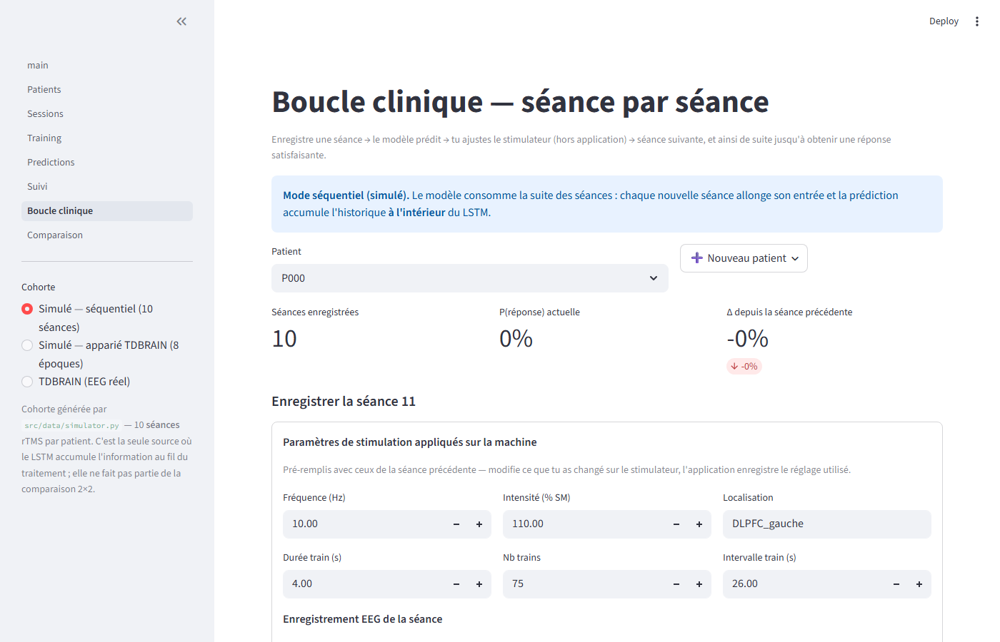 Deploy
main
Patients
Sessions
Training
Predictions
Suivi
Boucle clinique
Comparaison
Cohorte
Simulé — séquentiel (10
séances)
Simulé — apparié TDBRAIN (8
époques)
TDBRAIN (EEG réel)
Cohorte générée par
src/data/simulator.py — 10 séances
rTMS par patient. C'est la seule source où
le LSTM accumule l'information au fil du
traitement ; elle ne fait pas partie de la
comparaison 2×2.
Boucle clinique — séance par séance
Enregistre une séance → le modèle prédit → tu ajustes le stimulateur (hors application) → séance suivante, et ainsi de suite jusqu'à obtenir une réponse
satisfaisante.
Mode séquentiel (simulé). Le modèle consomme la suite des séances : chaque nouvelle séance allonge son entrée et la prédiction
accumule l'historique à l'intérieur du LSTM.
Patient
P000
Nouveau patient
Séances enregistrées
10
P(réponse) actuelle
0%
Δ depuis la séance précédente
-0%
↓ -0%
Enregistrer la séance 11
Paramètres de stimulation appliqués sur la machine
Pré-remplis avec ceux de la séance précédente — modifie ce que tu as changé sur le stimulateur, l'application enregistre le réglage utilisé.
Fréquence (Hz)
10.00
Intensité (% SM)
110.00
Localisation
DLPFC_gauche
Durée train (s)
4.00
Nb trains
75
Intervalle train (s)
26.00
Enregistrement EEG de la séance